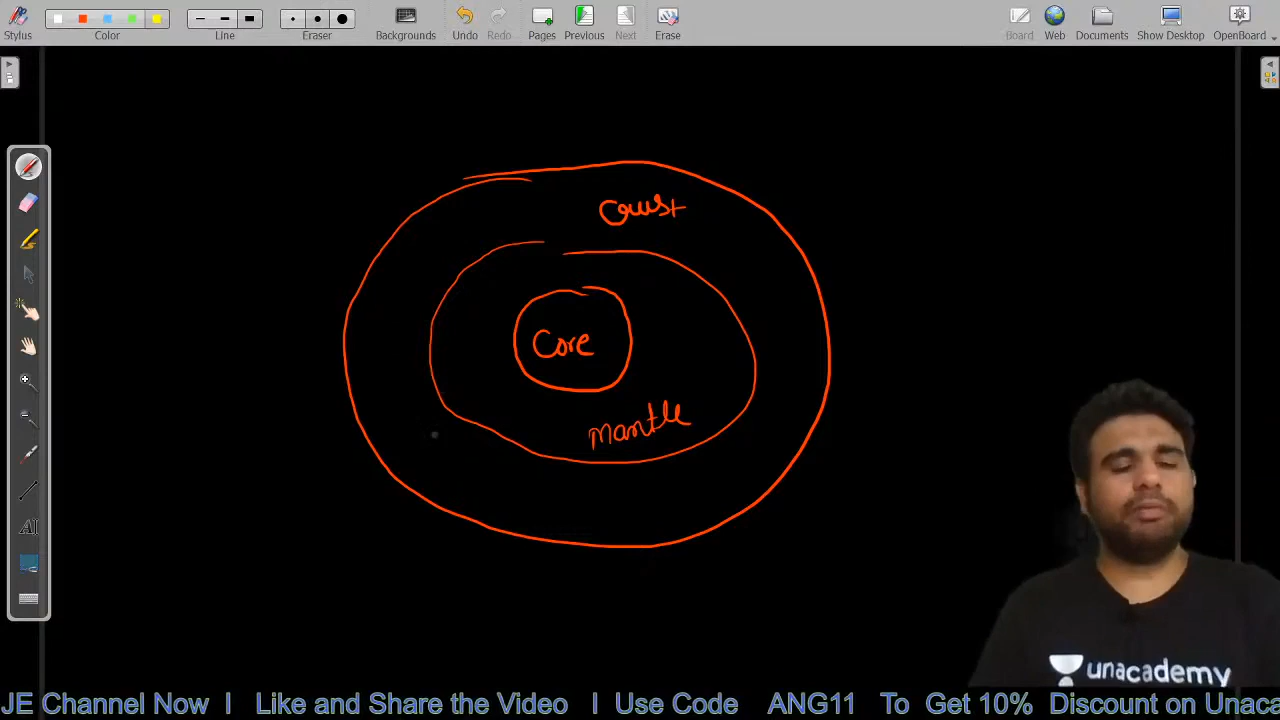 Stylus Color Line Eraser Backgrounds Undo Redo Pages Previous Next Erase Board Web Documents Show Desktop OpenBoard
Crust
Core
Mantle
unacademy
JE Channel Now I Like and Share the Video I Use Code ANG11 To Get 10% Discount on Unaca